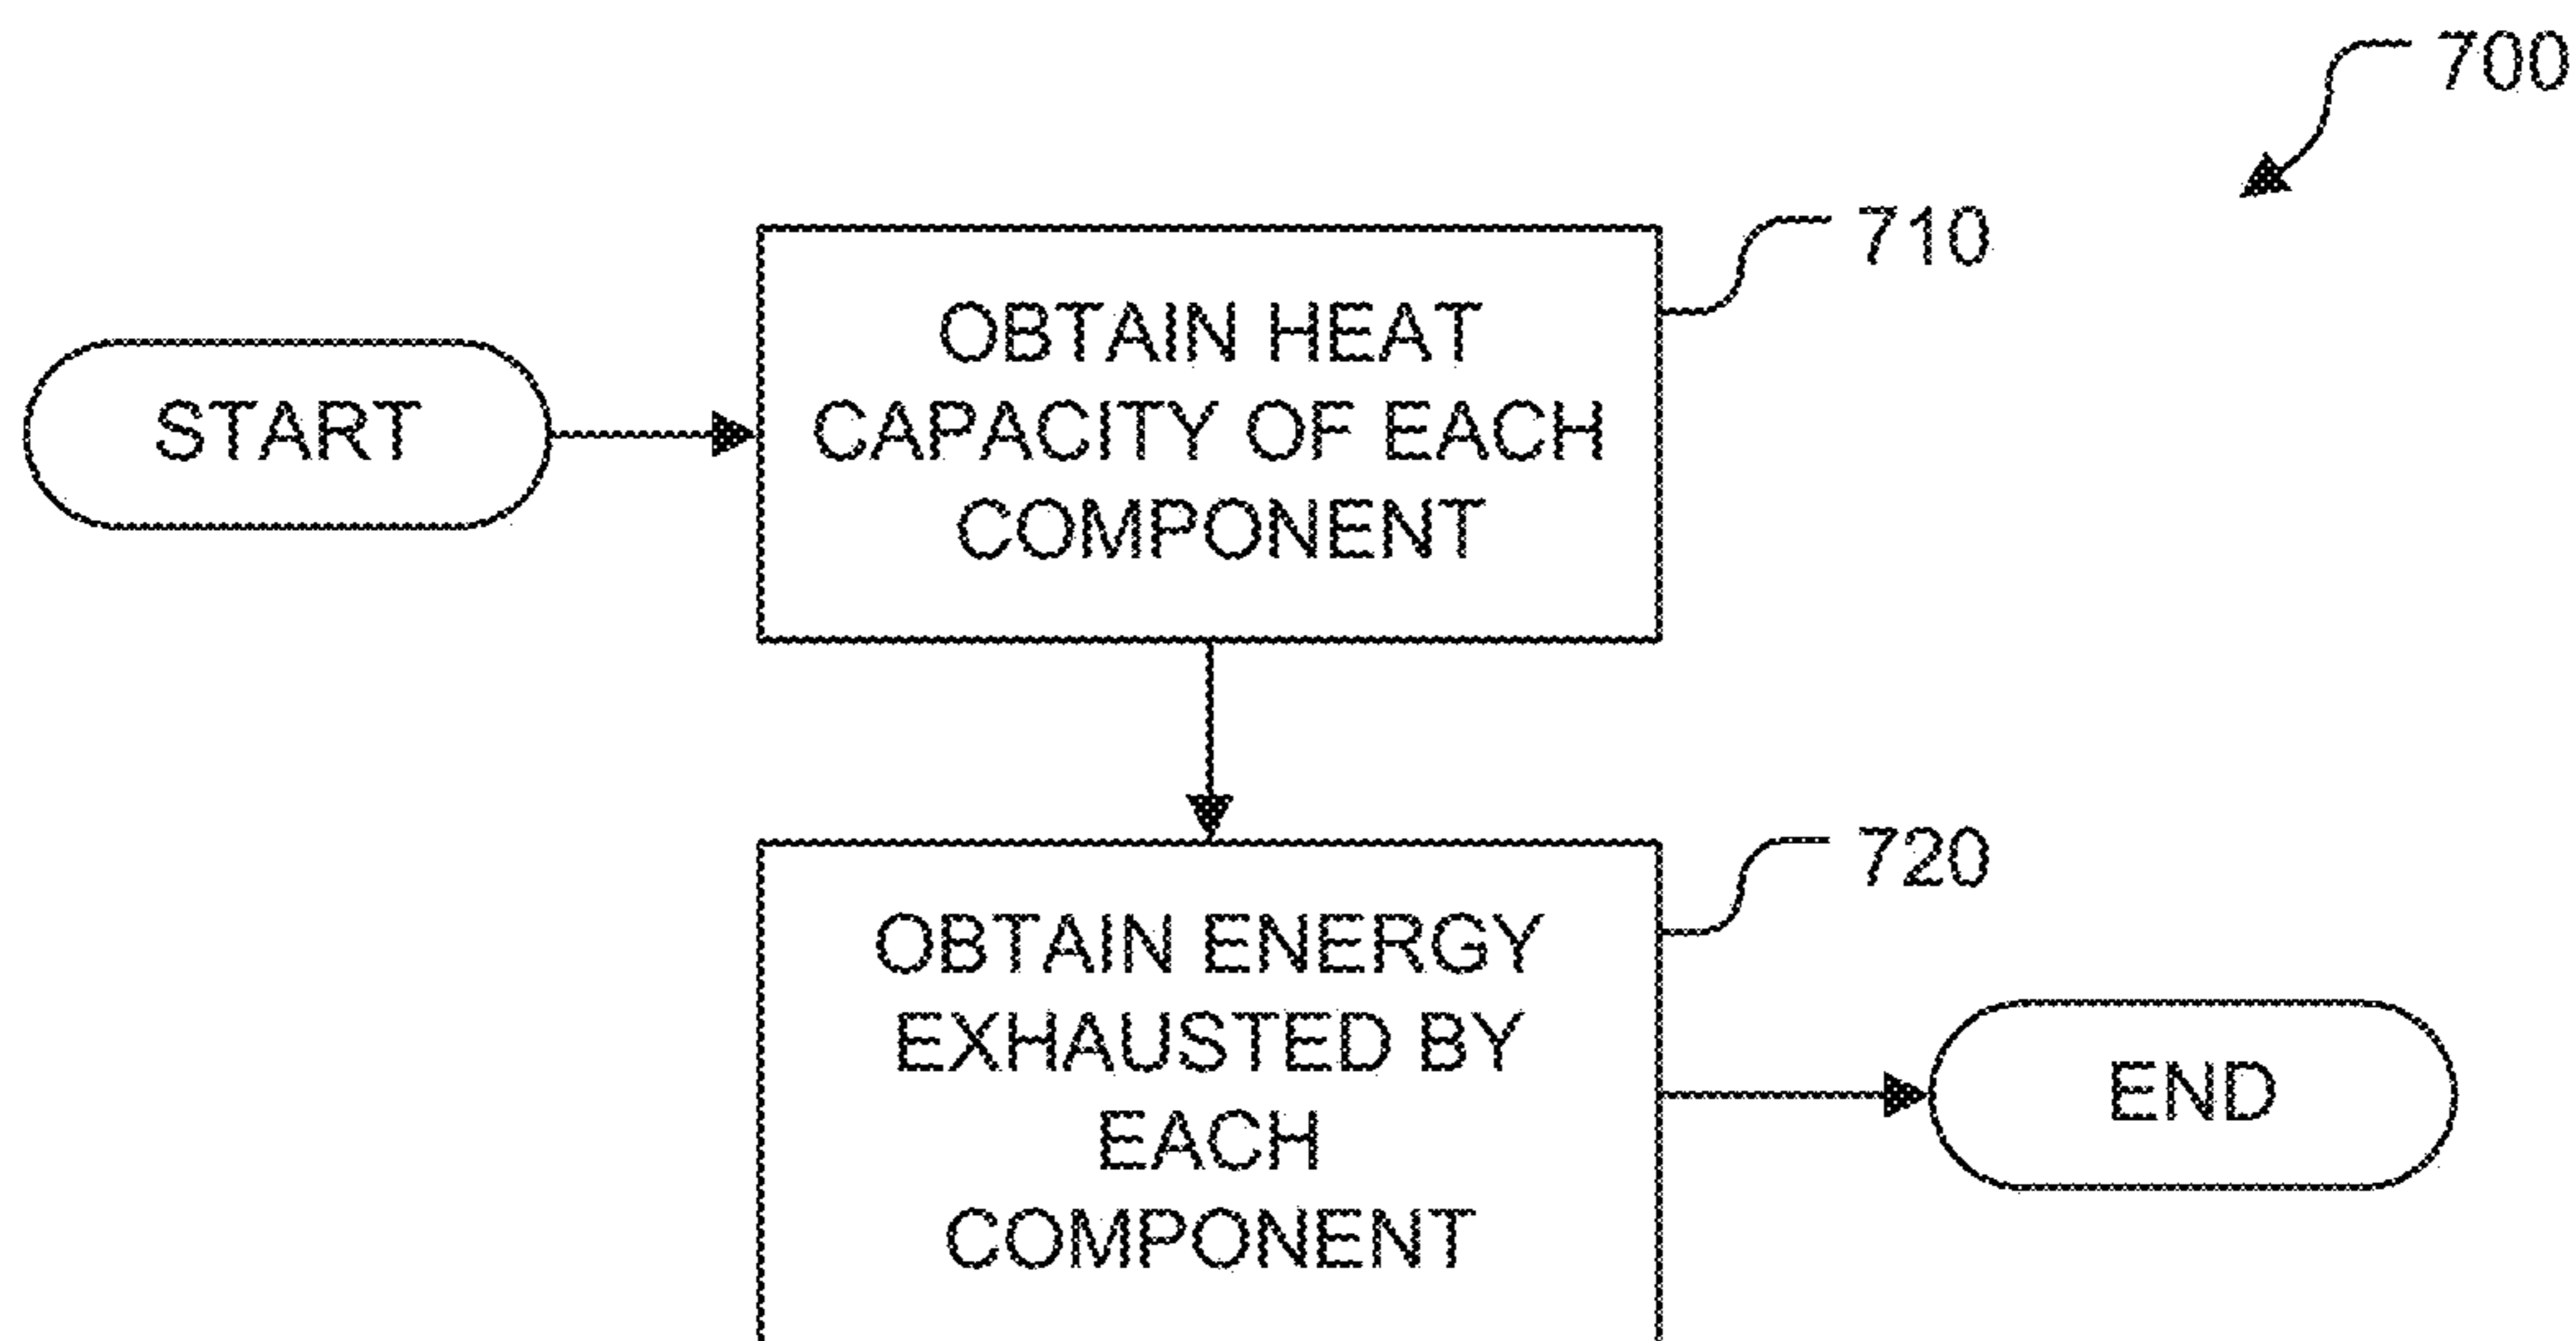 700
710
OBTAIN HEAT
CAPACITY OF EACH
COMPONENT
START
720
OBTAIN ENERGY
EXHAUSTED BY
EACH
COMPONENT
END